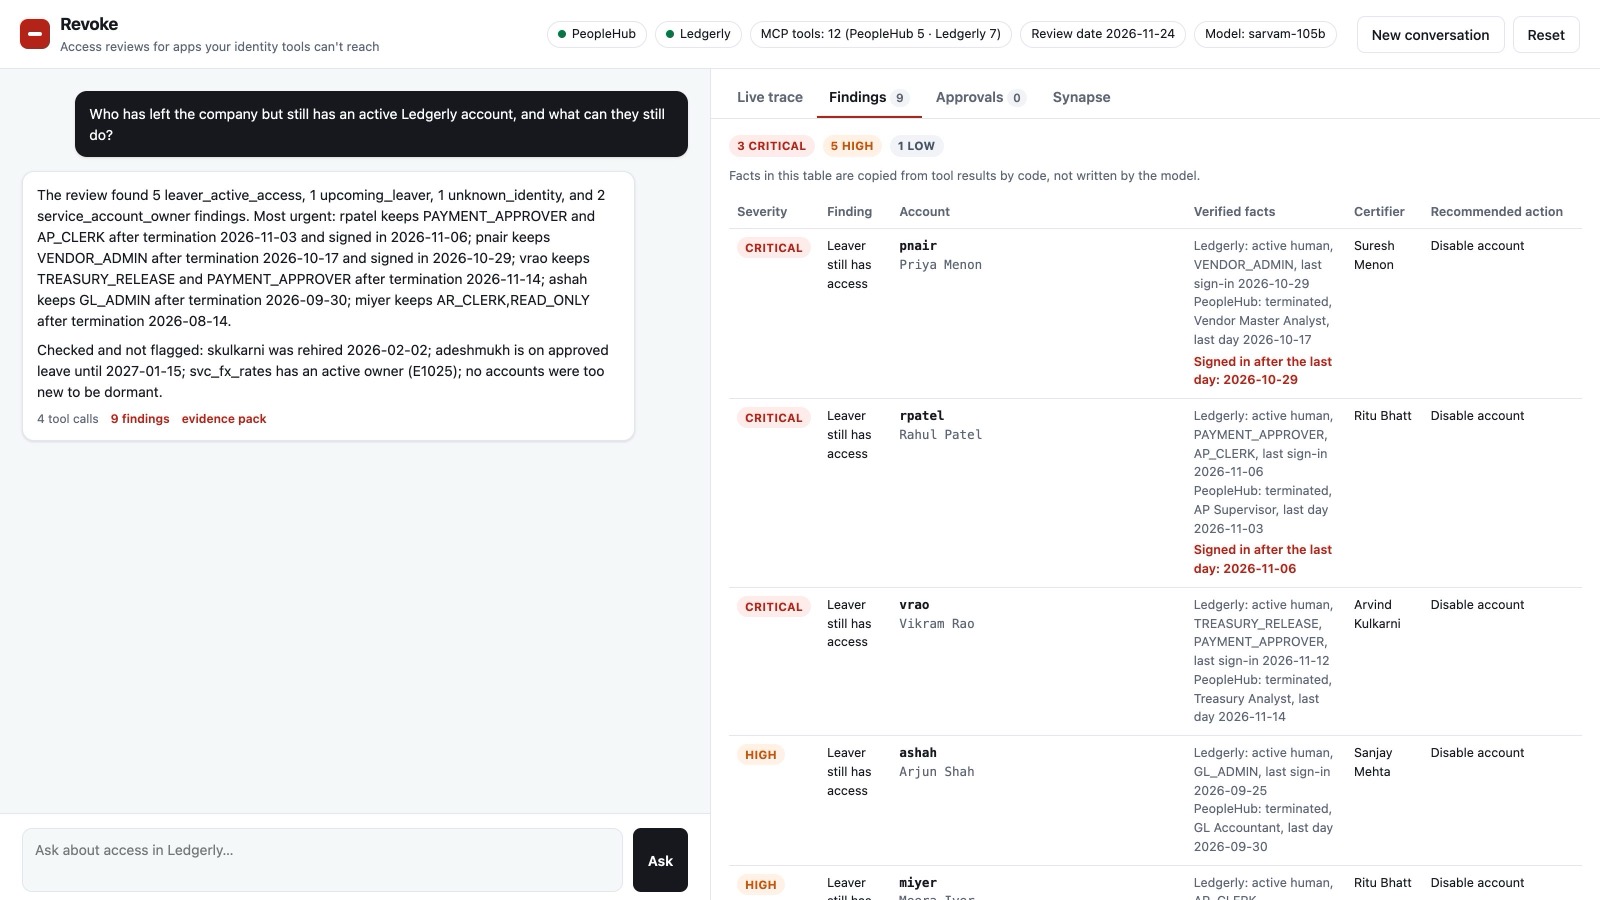 Revoke
Access reviews for apps your identity tools can't reach
PeopleHub
Ledgerly
MCP tools: 12 (PeopleHub 5 · Ledgerly 7)
Review date 2026-11-24
Model: sarvam-105b
New conversation
Reset
Who has left the company but still has an active Ledgerly account, and what can they still
do?
The review found 5 leaver_active_access, 1 upcoming_leaver, 1 unknown_identity, and 2
service_account_owner findings. Most urgent: rpatel keeps PAYMENT_APPROVER and
AP_CLERK after termination 2026-11-03 and signed in 2026-11-06; pnair keeps
VENDOR_ADMIN after termination 2026-10-17 and signed in 2026-10-29; vrao keeps
TREASURY_RELEASE and PAYMENT_APPROVER after termination 2026-11-14; ashah
keeps GL_ADMIN after termination 2026-09-30; miyer keeps AR_CLERK,READ_ONLY
after termination 2026-08-14.
Checked and not flagged: skulkarni was rehired 2026-02-02; adeshmukh is on approved
leave until 2027-01-15; svc_fx_rates has an active owner (E1025); no accounts were too
new to be dormant.
4 tool calls 9 findings evidence pack
Ask about access in Ledgerly...
Ask
Live trace
Findings 9
Approvals 0
Synapse
3 CRITICAL
5 HIGH
1 LOW
Facts in this table are copied from tool results by code, not written by the model.
Severity Finding Account Verified facts Certifier Recommended action
CRITICAL
Leaver
still has
access
pnair
Priya Menon
Ledgerly: active human,
VENDOR_ADMIN, last
sign-in 2026-10-29
PeopleHub: terminated,
Vendor Master Analyst,
last day 2026-10-17
Signed in after the last
day: 2026-10-29
Suresh
Menon
Disable account
CRITICAL
Leaver
still has
access
rpatel
Rahul Patel
Ledgerly: active human,
PAYMENT_APPROVER,
AP_CLERK, last sign-in
2026-11-06
PeopleHub: terminated,
AP Supervisor, last day
2026-11-03
Signed in after the last
day: 2026-11-06
Ritu Bhatt
Disable account
CRITICAL
Leaver
still has
access
vrao
Vikram Rao
Ledgerly: active human,
TREASURY_RELEASE,
PAYMENT_APPROVER,
last sign-in 2026-11-12
PeopleHub: terminated,
Treasury Analyst, last
day 2026-11-14
Arvind
Kulkarni
Disable account
HIGH
Leaver
still has
access
ashah
Arjun Shah
Ledgerly: active human,
GL_ADMIN, last sign-in
2026-09-25
PeopleHub: terminated,
GL Accountant, last day
2026-09-30
Sanjay
Mehta
Disable account
HIGH
Leaver
still has
miyer
Ledgerly: active human,
Ritu Bhatt
Disable account